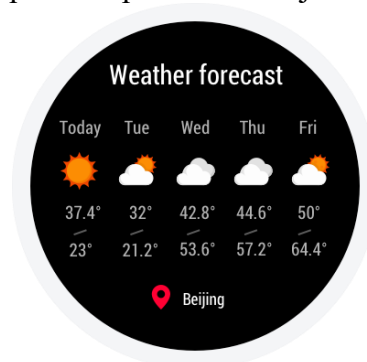 Weather forecast
Today Tue Wed Thu Fri
37.4° 32° 42.8° 44.6° 50°
23° 21.2° 53.6° 57.2° 64.4°
Beijing